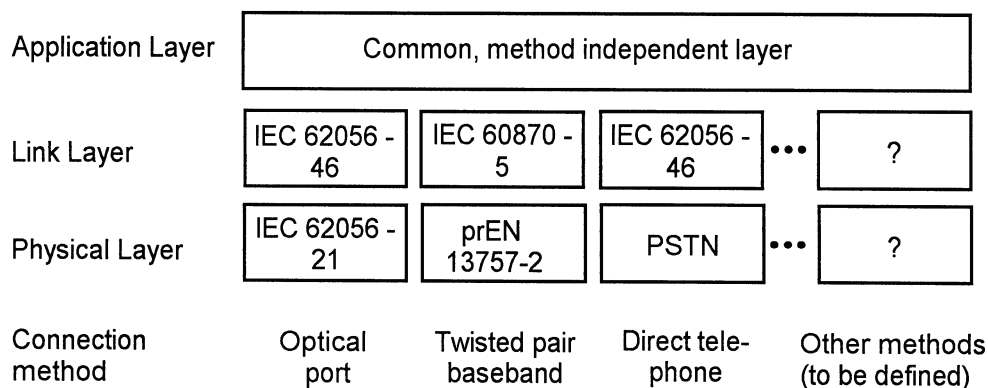 Application Layer
Common, method independent layer
Link Layer
IEC 62056 -
46
IEC 60870 -
5
IEC 62056 -
46
•••
?
Physical Layer
IEC 62056 -
21
prEN
13757-2
PSTN
•••
?
Connection
method
Optical
port
Twisted pair
baseband
Direct tele-
phone
Other methods
(to be defined)